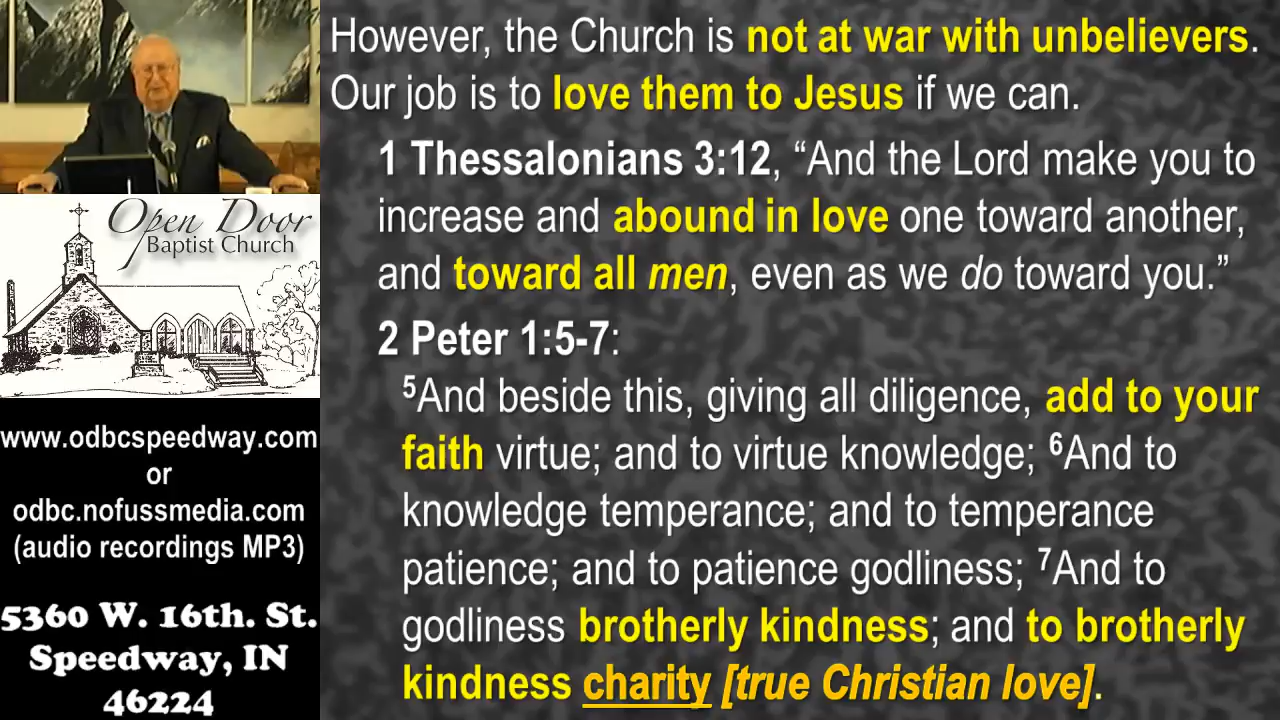 However, the Church is not at war with unbelievers.
Our job is to love them to Jesus if we can.
1 Thessalonians 3:12, “And the Lord make you to
increase and abound in love one toward another,
and toward all men, even as we do toward you.”
2 Peter 1:5-7:
5And beside this, giving all diligence, add to your
faith virtue; and to virtue knowledge; 6And to
knowledge temperance; and to temperance
patience; and to patience godliness; 7And to
godliness brotherly kindness; and to brotherly
kindness charity [true Christian love].
Open Door
Baptist Church
www.odbcspeedway.com
or
odbc.nofussmedia.com
(audio recordings MP3)
5360 W. 16th. St.
Speedway, IN
46224